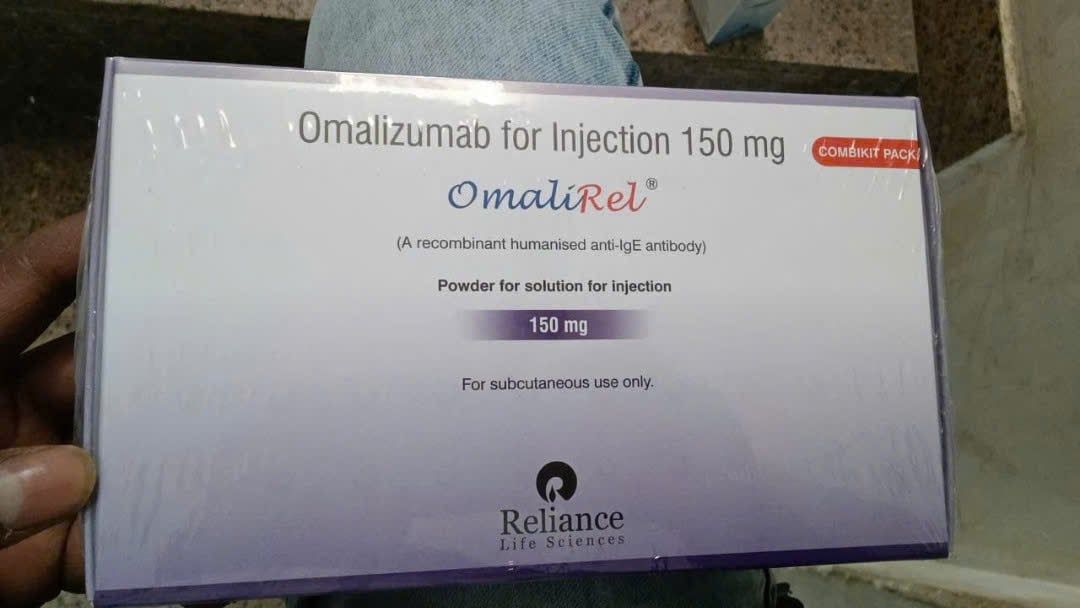 Omalizumab for Injection 150 mg
COMBIKIT PACK
OmaliRel®
(A recombinant humanised anti-IgE antibody)
Powder for solution for injection
150 mg
For subcutaneous use only.
Reliance
Life Sciences